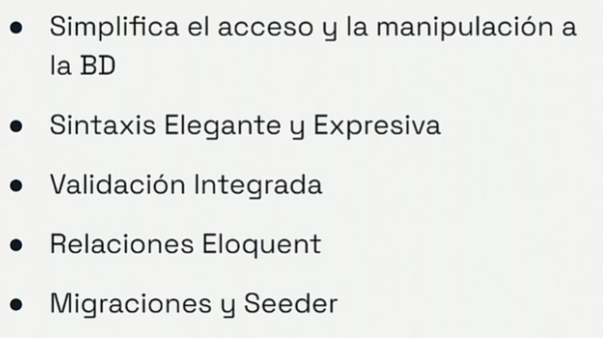 ● Simplifica el acceso y la manipulación a
la BD
● Sintaxis Elegante y Expresiva
● Validación Integrada
● Relaciones Eloquent
● Migraciones y Seeder